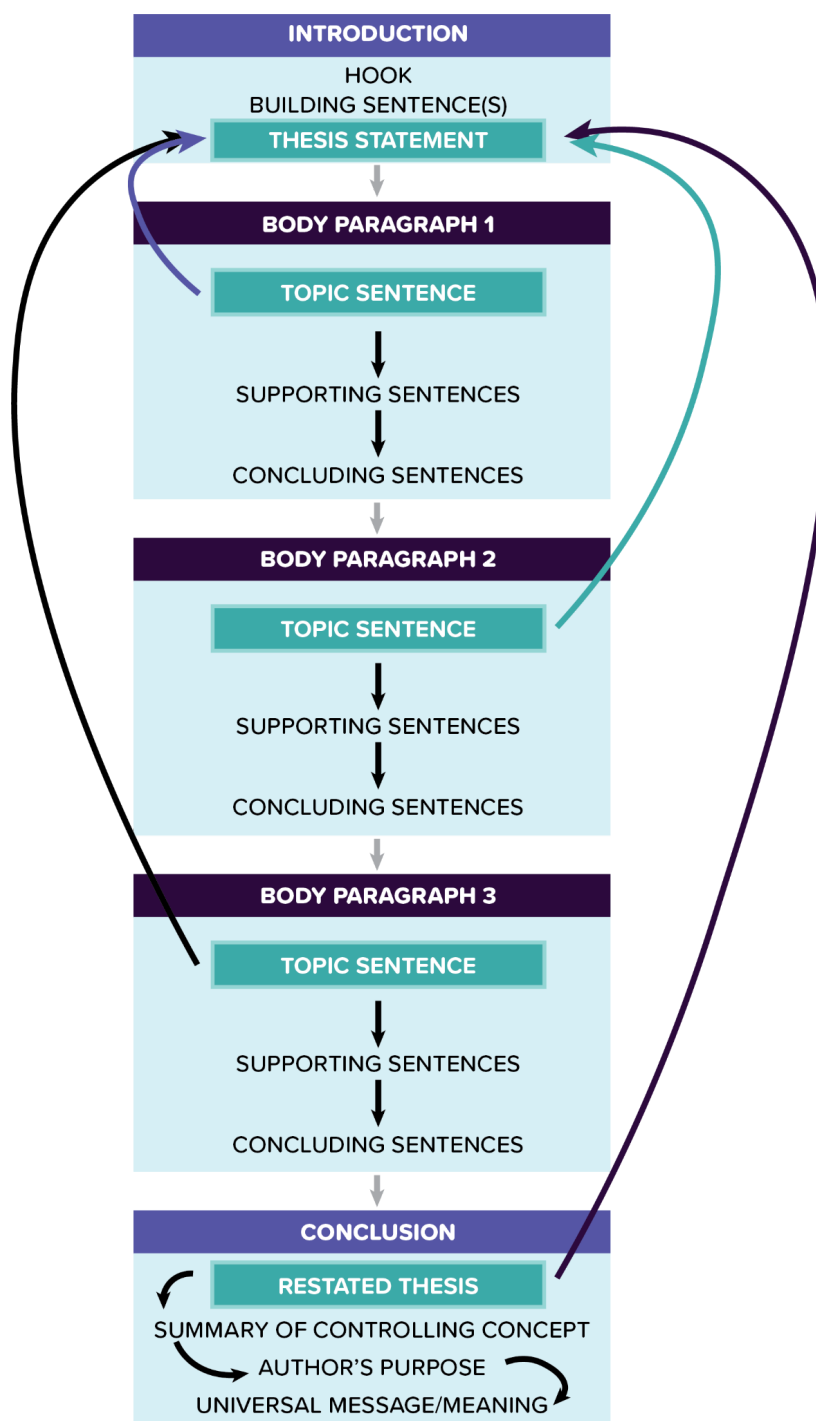 INTRODUCTION
HOOK
BUILDING SENTENCE(S)
THESIS STATEMENT
BODY PARAGRAPH 1
TOPIC SENTENCE
SUPPORTING SENTENCES
CONCLUDING SENTENCES
BODY PARAGRAPH 2
TOPIC SENTENCE
SUPPORTING SENTENCES
CONCLUDING SENTENCES
BODY PARAGRAPH 3
TOPIC SENTENCE
SUPPORTING SENTENCES
CONCLUDING SENTENCES
CONCLUSION
RESTATED THESIS
SUMMARY OF CONTROLLING CONCEPT
AUTHOR'S PURPOSE
UNIVERSAL MESSAGE/MEANING